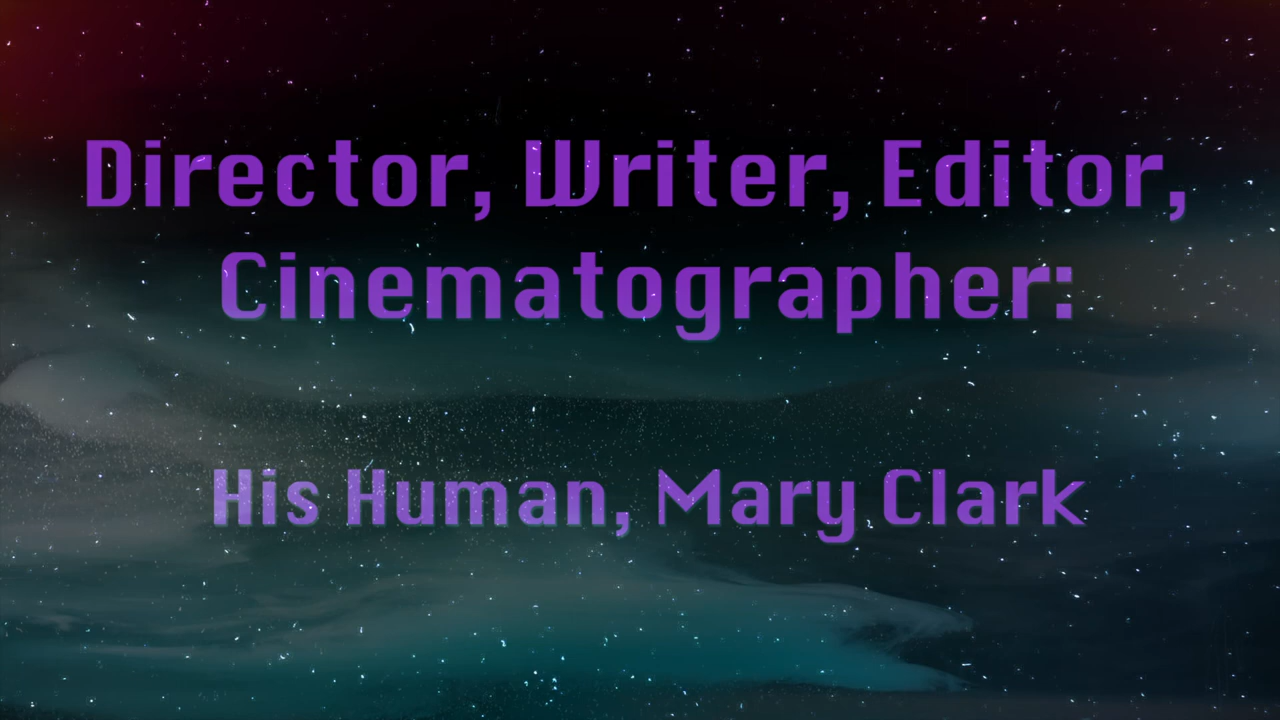 Director, Writer, Editor,
Cinematographer:
His Human, Mary Clark